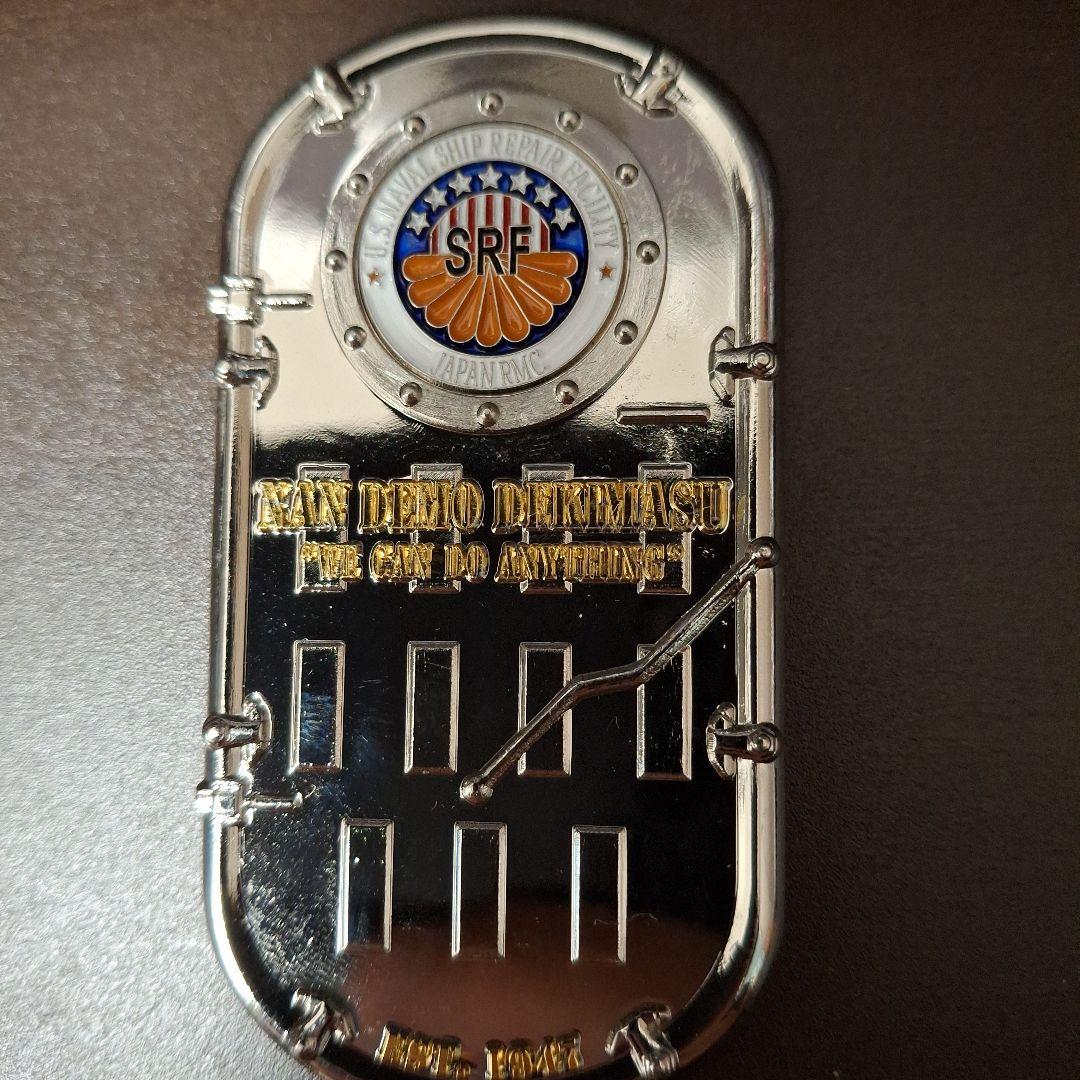 U.S. NAVAL SHIP REPAIR FACILITY
SRF
JAPAN RMC
NAN DEMO DEKIMASU
"WE CAN DO ANYTHING"
EST. 1947